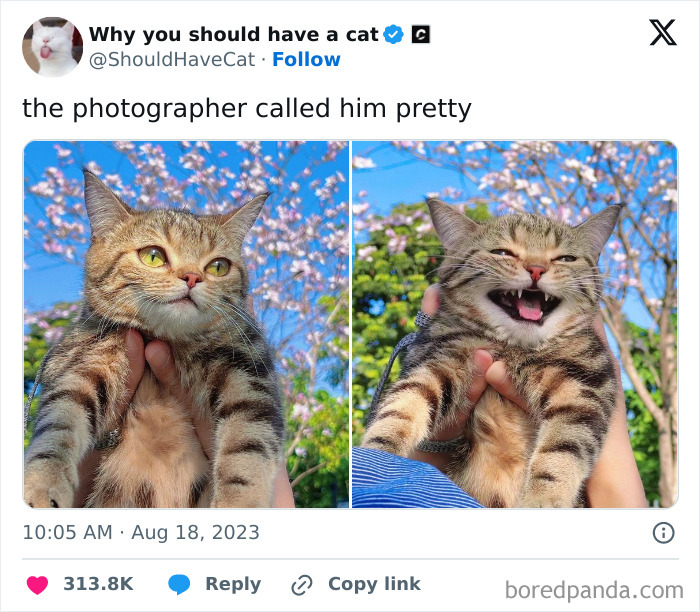 Why you should have a cat
@ShouldHaveCat · Follow
the photographer called him pretty
10:05 AM · Aug 18, 2023
313.8K Reply Copy link
boredpanda.com